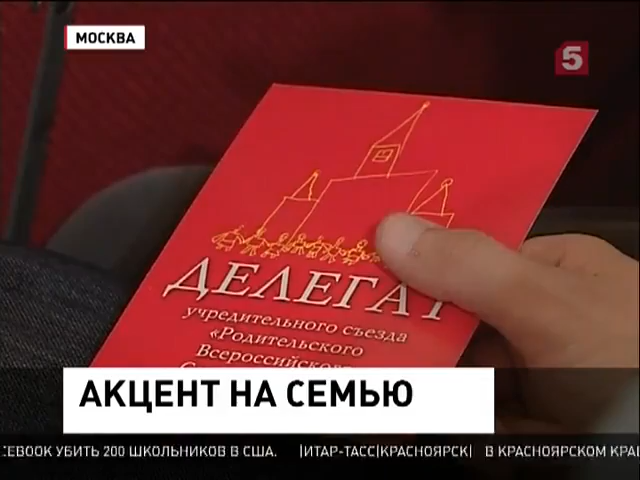 МОСКВА
5
ДЕЛЕГАТ
учредительного съезда
«Родительского
Всероссийского
АКЦЕНТ НА СЕМЬЮ
CEBOOK УБИТЬ 200 ШКОЛЬНИКОВ В США. |ИТАР-ТАСС|КРАСНОЯРСК| В КРАСНОЯРСКОМ КРА